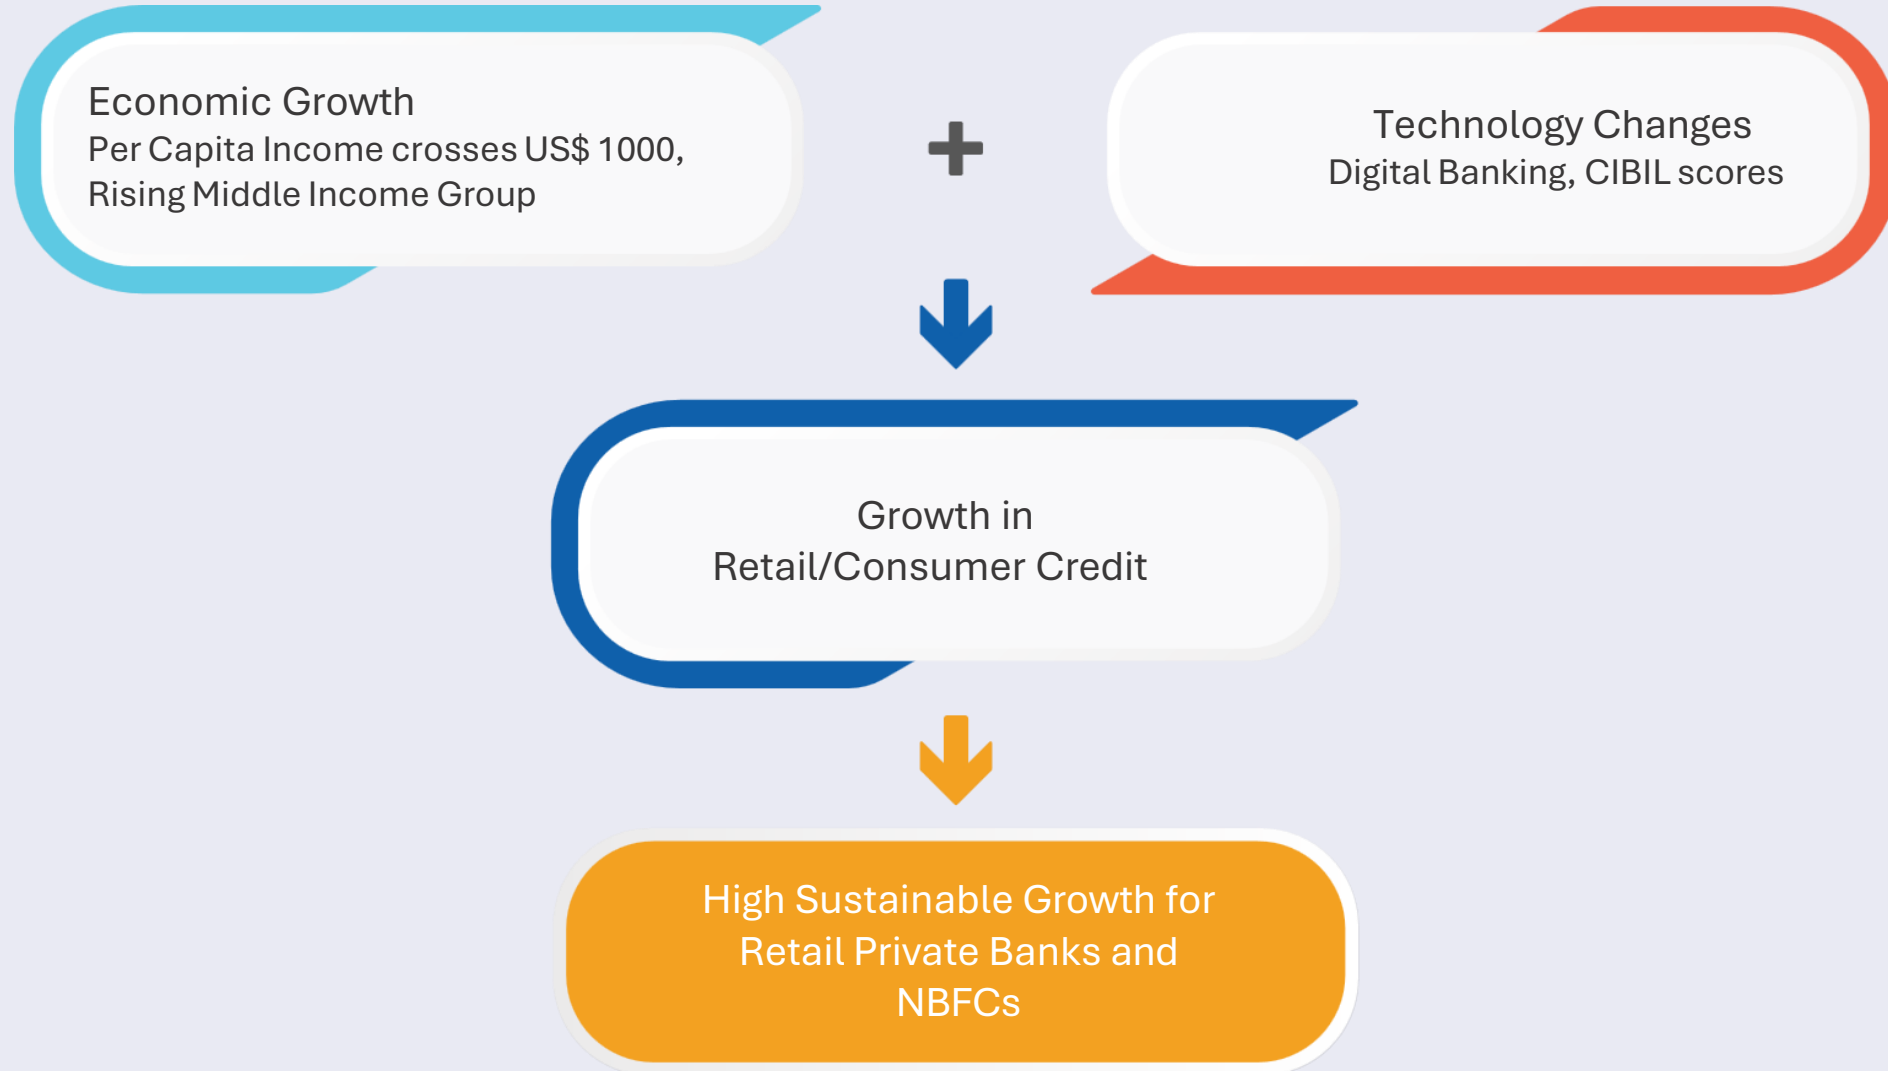 Economic Growth
Per Capita Income crosses US$ 1000,
Rising Middle Income Group
Technology Changes
Digital Banking, CIBIL scores
Growth in
Retail/Consumer Credit
High Sustainable Growth for
Retail Private Banks and
NBFCs